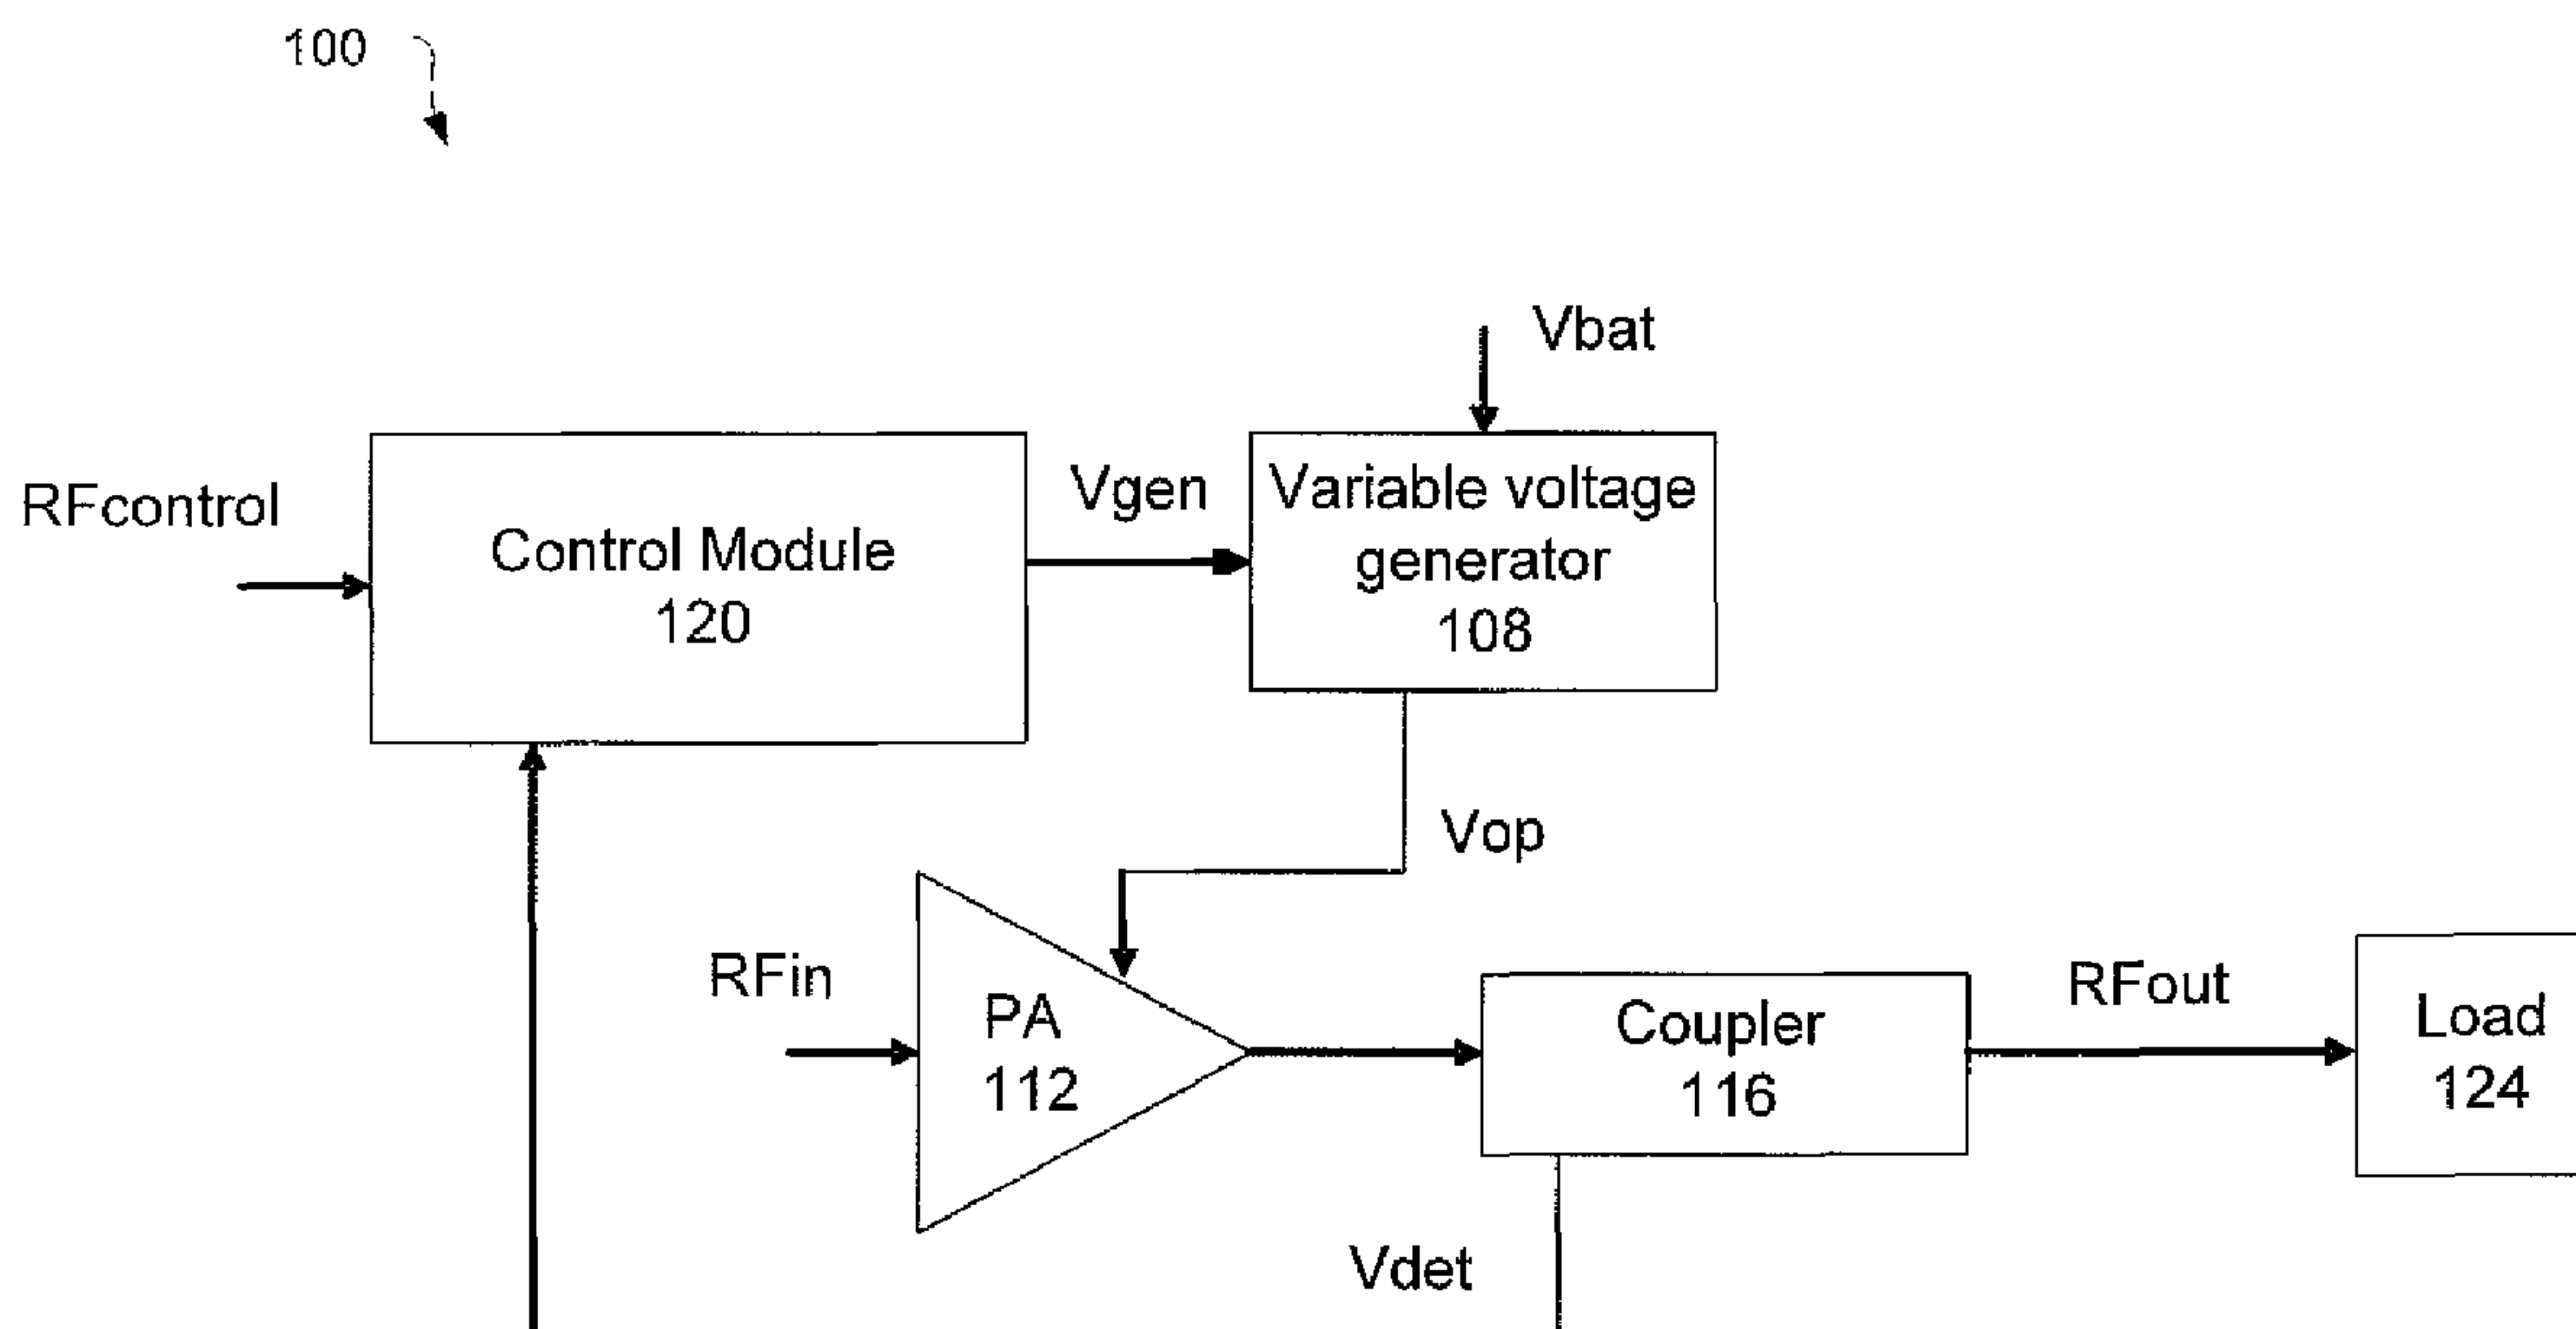 100
Vbat
RFcontrol
Control Module
120
Vgen
Variable voltage
generator
108
Vop
RFin
PA
112
Coupler
116
RFout
Load
124
Vdet